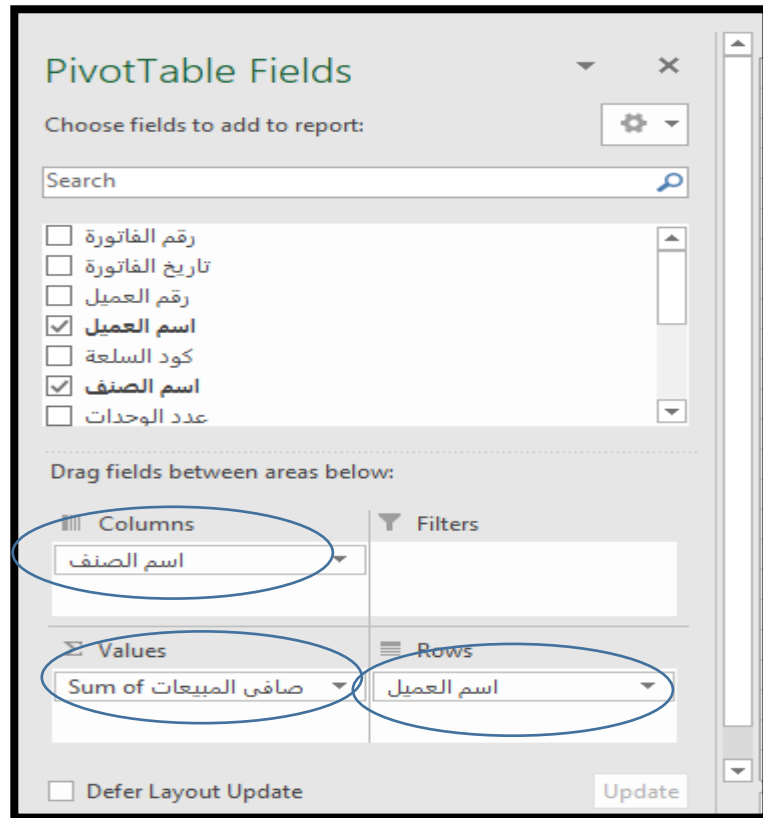 PivotTable Fields
Choose fields to add to report:
Search
رقم الفاتورة
تاريخ الفاتورة
رقم العميل
اسم العميل
كود السلعة
اسم الصنف
عدد الوحدات
Drag fields between areas below:
Columns
Filters
اسم الصنف
Values
Rows
Sum of صافى المبيعات
اسم العميل
Defer Layout Update
Update